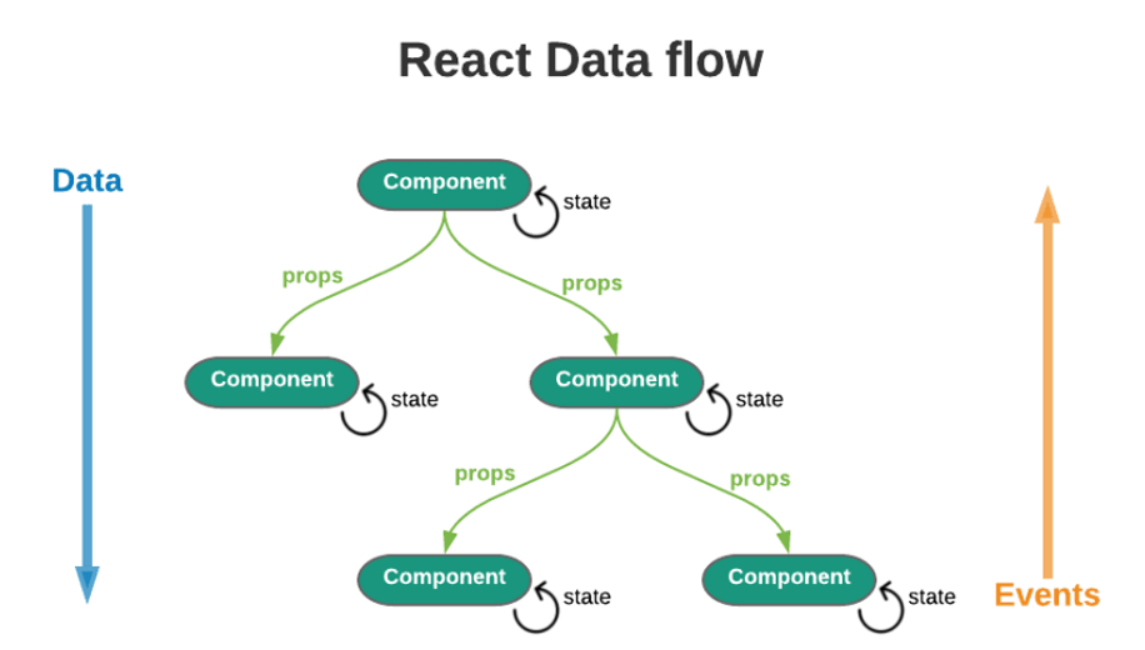 React Data flow
Data
Component
state
props
props
Component
state
Component
state
props
props
Component
state
Component
state
Events